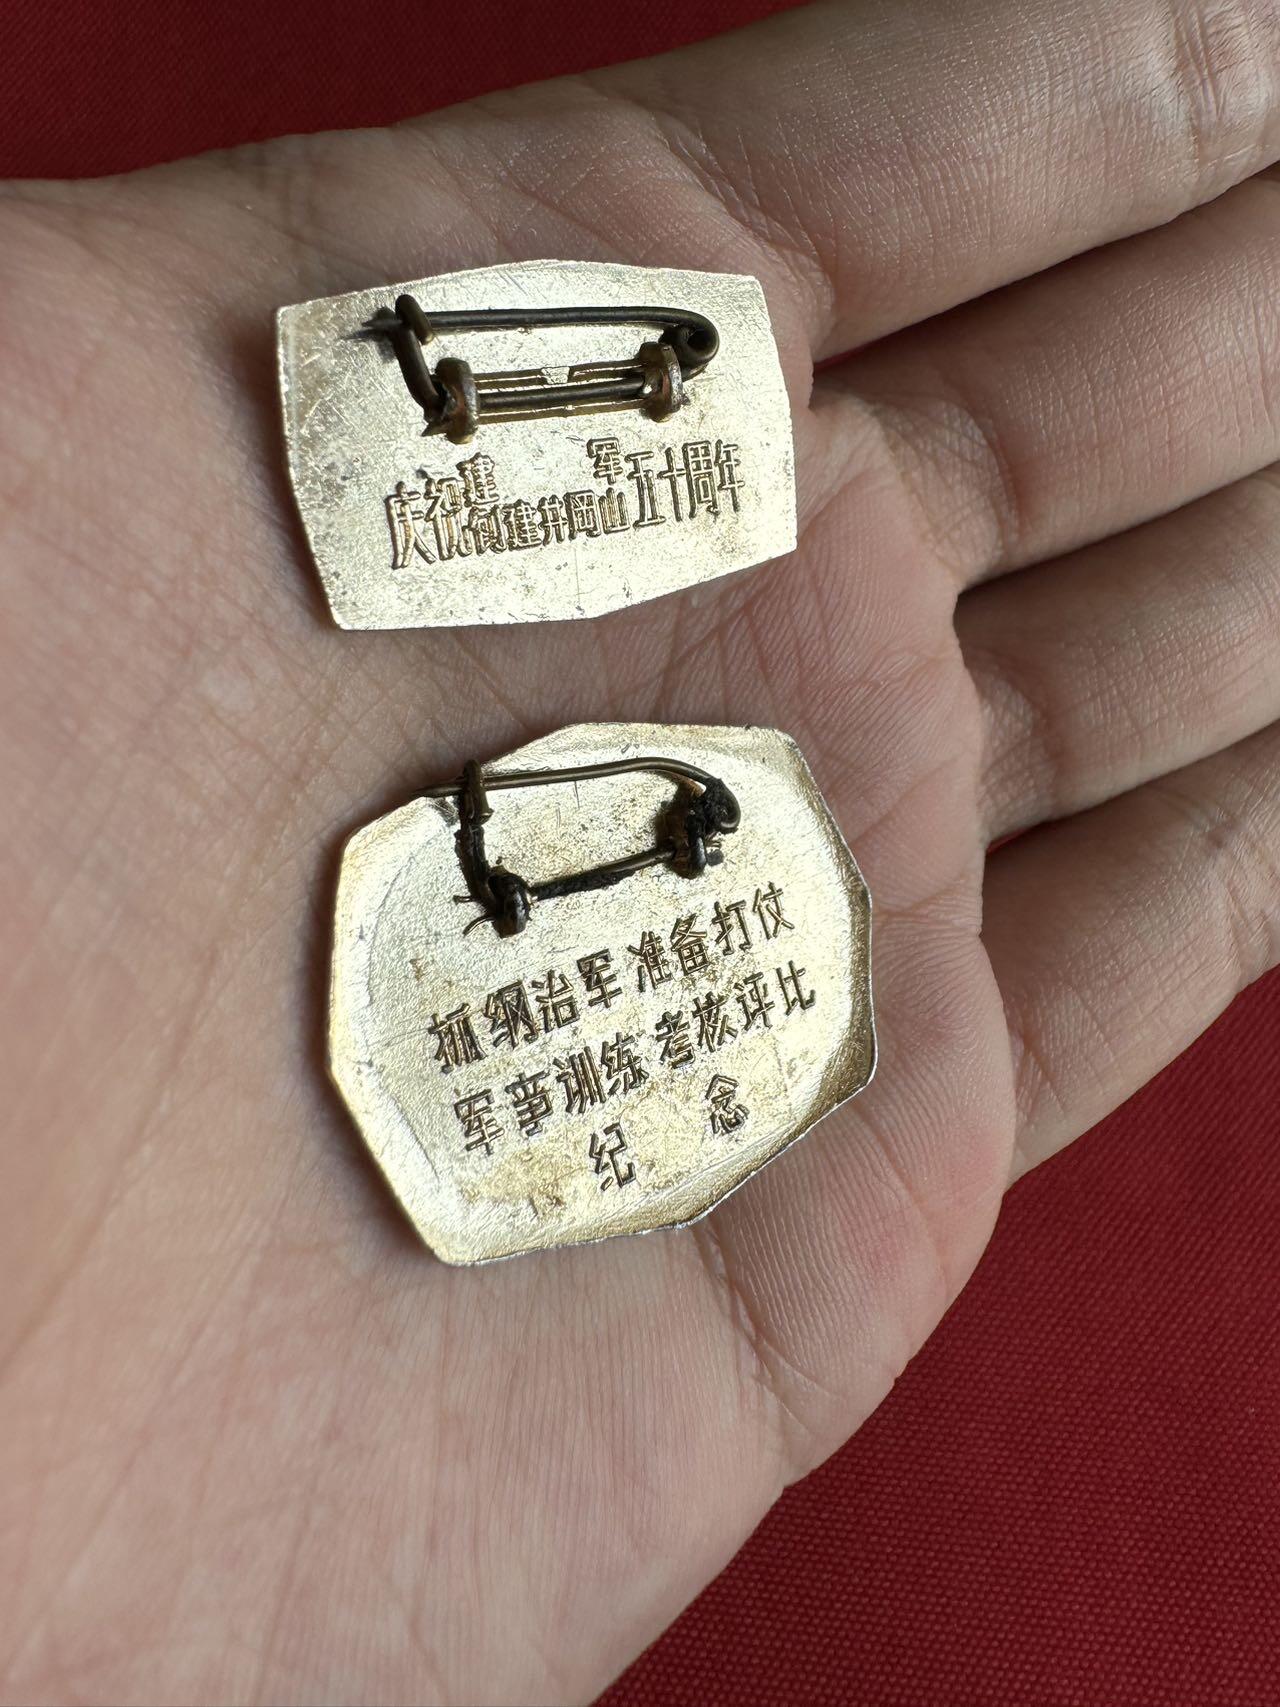 庆祝建 军五十周年
创建井冈山
抓纲治军 准备打仗
军事训练 考核评比
纪 念